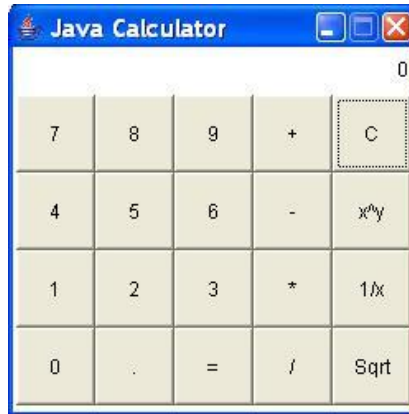 Java Calculator
0
7 8 9 + C
4 5 6 - x^y
1 2 3 * 1/x
0 . = / Sqrt